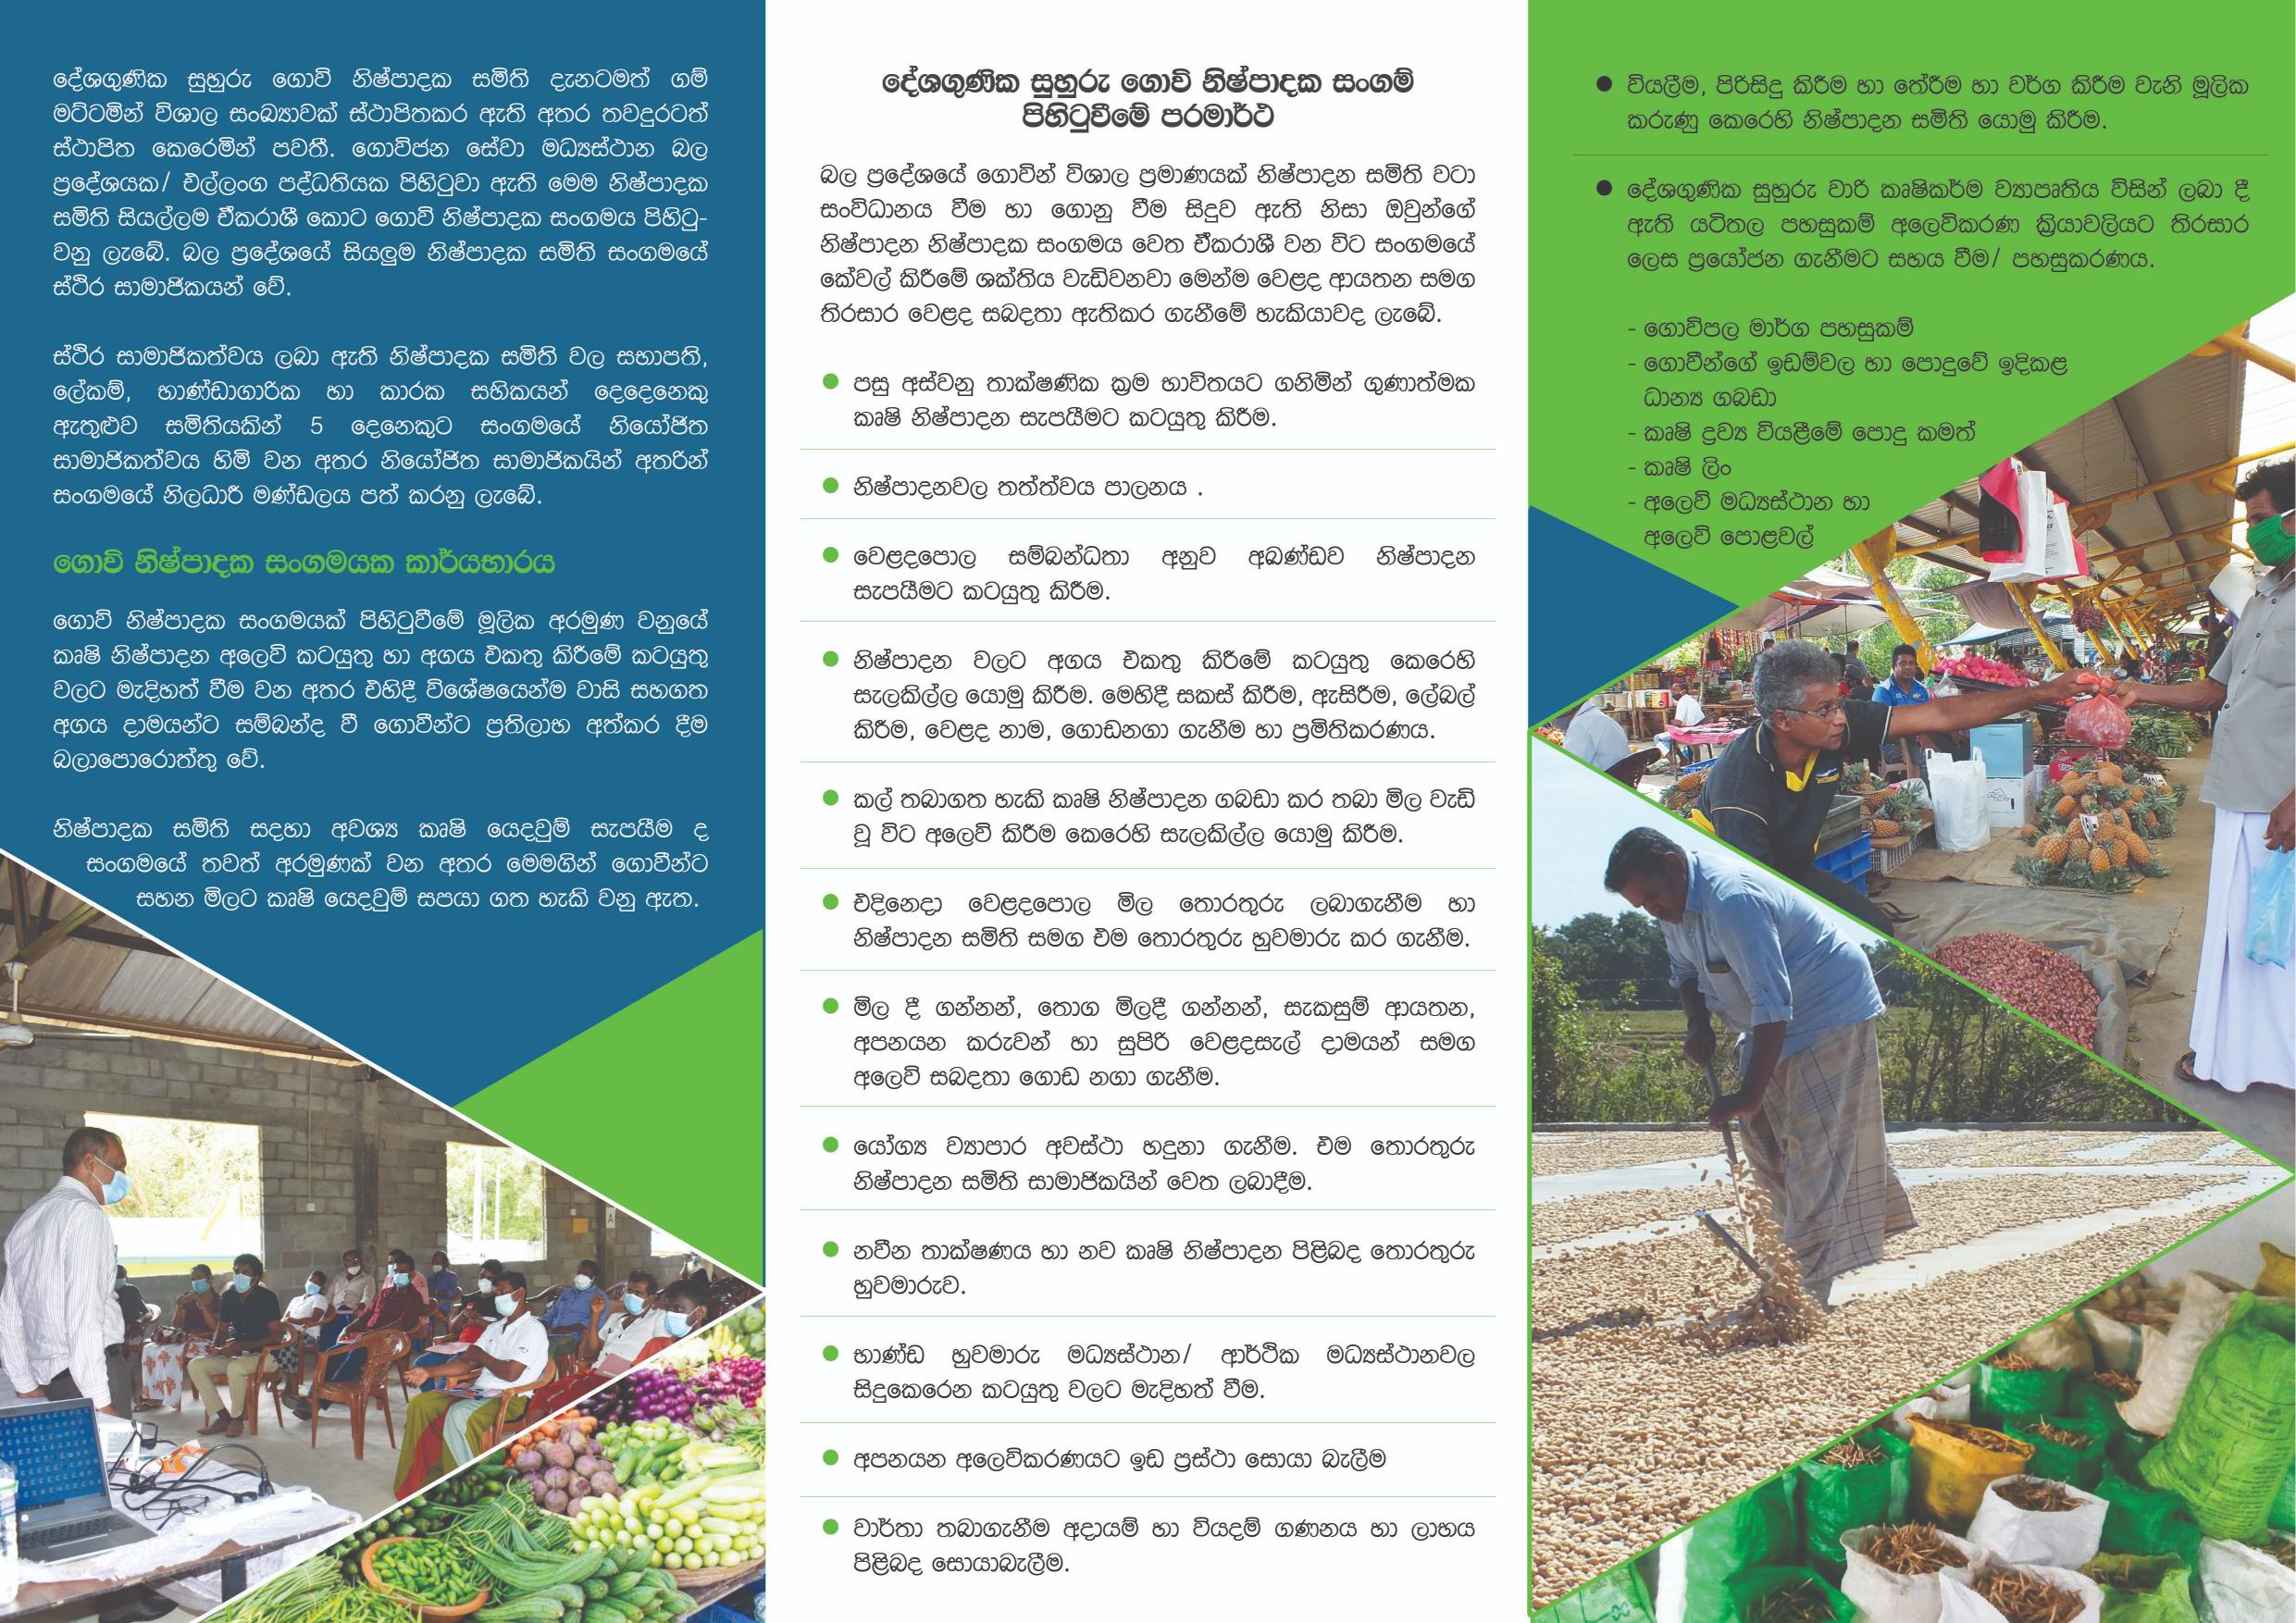 දේශගුණික සුහුරු ගොවි නිෂ්පාදක සමිති දැනටමත් ගම්
මට්ටමින් විශාල සංඛ්‍යාවක් ස්ථාපිතකර ඇති අතර තවදුරටත්
ස්ථාපිත කෙරෙමින් පවතී. ගොවිජන සේවා මධ්‍යස්ථාන බල
ප්‍රදේශයක/ එල්ලංග පද්ධතියක පිහිටුවා ඇති මෙම නිෂ්පාදක
සමිති සියල්ලම ඒකරාශී කොට ගොවි නිෂ්පාදක සංගමය පිහිටු-
වනු ලැබේ. බල ප්‍රදේශයේ සියලුම නිෂ්පාදක සමිති සංගමයේ
ස්ථිර සාමාජිකයන් වේ.
ස්ථිර සාමාජිකත්වය ලබා ඇති නිෂ්පාදක සමිති වල සභාපති,
ලේකම්, භාණ්ඩාගාරික හා කාරක සභිකයන් දෙදෙනෙකු
ඇතුළුව සමිතියකින් 5 දෙනෙකුට සංගමයේ නියෝජිත
සාමාජිකත්වය හිමි වන අතර නියෝජිත සාමාජිකයින් අතරින්
සංගමයේ නිලධාරී මණ්ඩලය පත් කරනු ලැබේ.
ගොවි නිෂ්පාදක සංගමයක කාර්යභාරය
ගොවි නිෂ්පාදක සංගමයක් පිහිටුවීමේ මූලික අරමුණ වනුයේ
කෘෂි නිෂ්පාදන අලෙවි කටයුතු හා අගය එකතු කිරීමේ කටයුතු
වලට මැදිහත් වීම වන අතර එහිදී විශේෂයෙන්ම වාසි සහගත
අගය දාමයන්ට සම්බන්ද වී ගොවීන්ට ප්‍රතිලාභ අත්කර දීම
බලාපොරොත්තු වේ.
නිෂ්පාදක සමිති සදහා අවශ්‍ය කෘෂි යෙදවුම් සැපයීම ද
සංගමයේ තවත් අරමුණක් වන අතර මෙමගින් ගොවීන්ට
සහන මිලට කෘෂි යෙදවුම් සපයා ගත හැකි වනු ඇත.
දේශගුණික සුහුරු ගොවි නිෂ්පාදක සංගම්
පිහිටුවීමේ පරමාර්ථ
බල ප්‍රදේශයේ ගොවින් විශාල ප්‍රමාණයක් නිෂ්පාදන සමිති වටා
සංවිධානය වීම හා ගොනු වීම සිදුව ඇති නිසා ඔවුන්ගේ
නිෂ්පාදන නිෂ්පාදක සංගමය වෙත ඒකරාශී වන විට සංගමයේ
කේවල් කිරීමේ ශක්තිය වැඩිවනවා මෙන්ම වෙළද ආයතන සමග
තිරසාර වෙළද සබදතා ඇතිකර ගැනීමේ හැකියාවද ලැබේ.
● පසු අස්වනු තාක්ෂණික ක්‍රම භාවිතයට ගනිමින් ගුණාත්මක
කෘෂි නිෂ්පාදන සැපයීමට කටයුතු කිරීම.
● නිෂ්පාදනවල තත්ත්වය පාලනය .
● වෙළදපොල සම්බන්ධතා අනුව අඛණ්ඩව නිෂ්පාදන
සැපයීමට කටයුතු කිරීම.
● නිෂ්පාදන වලට අගය එකතු කිරීමේ කටයුතු කෙරෙහි
සැලකිල්ල යොමු කිරීම. මෙහිදී සකස් කිරීම, ඇසිරීම, ලේබල්
කිරීම, වෙළද නාම, ගොඩනගා ගැනීම හා ප්‍රමිතිකරණය.
● කල් තබාගත හැකි කෘෂි නිෂ්පාදන ගබඩා කර තබා මිල වැඩි
වූ විට අලෙවි කිරීම කෙරෙහි සැලකිල්ල යොමු කිරීම.
● එදිනෙදා වෙළදපොල මිල තොරතුරු ලබාගැනීම හා
නිෂ්පාදන සමිති සමග එම තොරතුරු හුවමාරු කර ගැනීම.
● මිල දී ගන්නන්, තොග මිලදී ගන්නන්, සැකසුම් ආයතන,
අපනයන කරුවන් හා සුපිරි වෙළදසැල් දාමයන් සමග
අලෙවි සබදතා ගොඩ නගා ගැනීම.
● යෝග්‍ය ව්‍යාපාර අවස්ථා හදුනා ගැනීම. එම තොරතුරු
නිෂ්පාදන සමිති සාමාජිකයින් වෙත ලබාදීම.
● නවීන තාක්ෂණය හා නව කෘෂි නිෂ්පාදන පිළිබද තොරතුරු
හුවමාරුව.
● භාණ්ඩ හුවමාරු මධ්‍යස්ථාන/ ආර්ථික මධ්‍යස්ථානවල
සිදුකෙරෙන කටයුතු වලට මැදිහත් වීම.
● අපනයන අලෙවිකරණයට ඉඩ ප්‍රස්ථා සොයා බැලීම
● වාර්තා තබාගැනීම අදායම් හා වියදම් ගණනය හා ලාභය
පිළිබද සොයාබැලීම.
● වියලීම, පිරිසිදු කිරීම හා තේරීම හා වර්ග කිරීම වැනි මූලික
කරුණු කෙරෙහි නිෂ්පාදන සමිති යොමු කිරීම.
● දේශගුණික සුහුරු වාරි කෘෂිකර්ම ව්‍යාපෘතිය විසින් ලබා දී
ඇති යටිතල පහසුකම් අලෙවිකරණ ක්‍රියාවලියට තිරසාර
ලෙස ප්‍රයෝජන ගැනීමට සහය වීම/ පහසුකරණය.
- ගොවිපල මාර්ග පහසුකම්
- ගොවීන්ගේ ඉඩම්වල හා පොදුවේ ඉදිකළ
ධාන්‍ය ගබඩා
- කෘෂි ද්‍රව්‍ය වියළීමේ පොදු කමත්
- කෘෂි ලිං
- අලෙවි මධ්‍යස්ථාන හා
අලෙවි පොළවල්